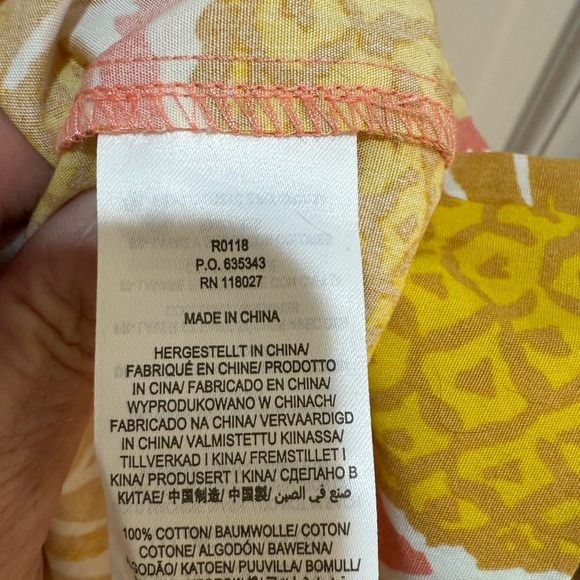 R0118
P.O. 635343
RN 118027
MADE IN CHINA
HERGESTELLT IN CHINA/
FABRIQUÉ EN CHINE/ PRODOTTO
IN CINA/ FABRICADO EN CHINA/
WYPRODUKOWANO W CHINACH/
FABRICADO NA CHINA/ VERVAARDIGD
IN CHINA/ VALMISTETTU KIINASSA/
TILLVERKAD I KINA/ FREMSTILLET I
KINA/ PRODUSERT I KINA/ СДЕЛАНО В
КИТАЕ/ 中国制造/ 中国製/ صنع في الصين/
100% COTTON/ BAUMWOLLE/ COTON/
COTONE/ ALGODÓN/ BAWEŁNA/
ALGODÃO/ KATOEN/ PUUVILLA/ BOMULL/